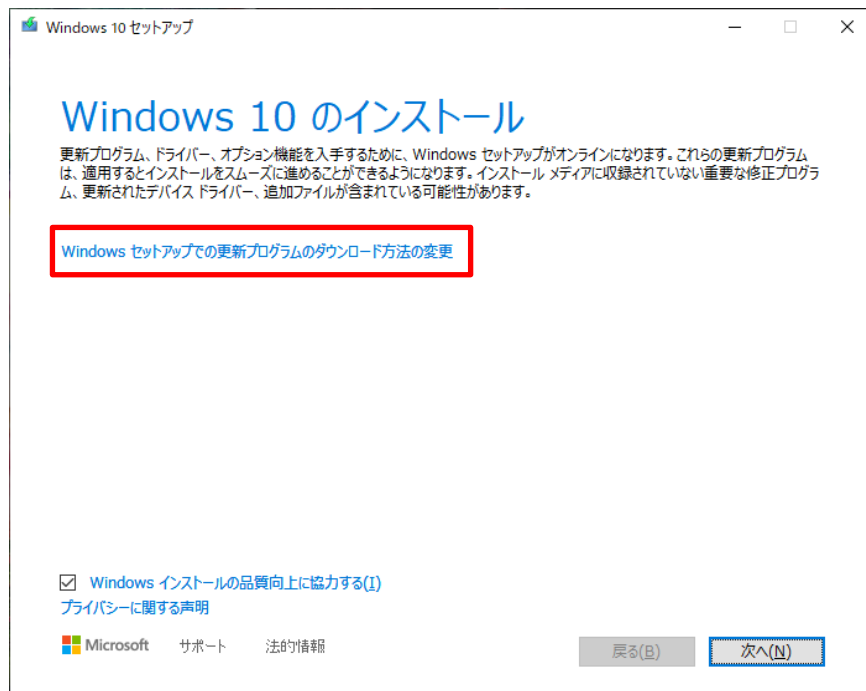 Windows 10 セットアップ
Windows 10 のインストール
更新プログラム、ドライバー、オプション機能を入手するために、Windows セットアップがオンラインになります。これらの更新プログラム
は、適用するとインストールをスムーズに進めることができるようになります。インストール メディアに収録されていない重要な修正プログラ
ム、更新されたデバイス ドライバー、追加ファイルが含まれている可能性があります。
Windows セットアップでの更新プログラムのダウンロード方法の変更
Windows インストールの品質向上に協力する(I)
プライバシーに関する声明
Microsoft サポート 法的情報
戻る(B) 次へ(N)